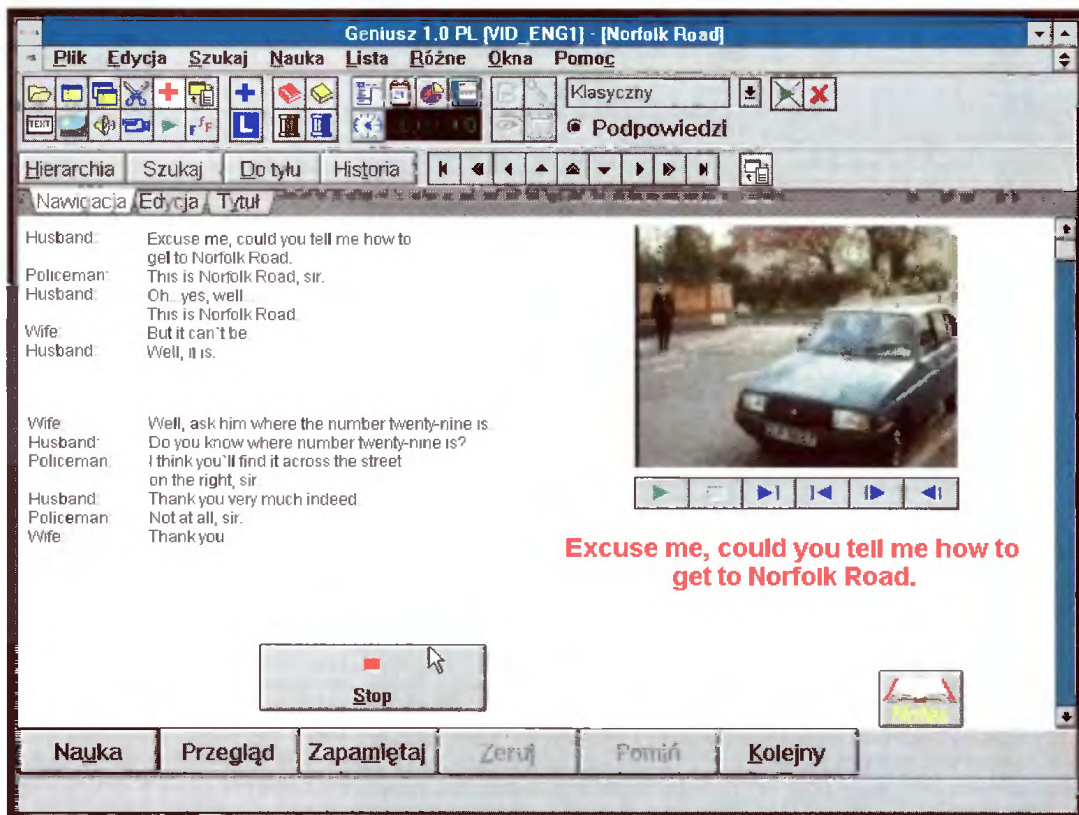 Geniusz 1.0 PL [VID_ENG1] - [Norfolk Road]
Plik Edycja Szukaj Nauka Lista Różne Okna Pomoc
Klasyczny
TEXT
Podpowiedzi
Hierarchia Szukaj Do tyłu Historia
Nawigacja Edycja Tytuł
Husband: Excuse me, could you tell me how to
get to Norfolk Road.
Policeman: This is Norfolk Road, sir.
Husband: Oh...yes, well...
This is Norfolk Road.
Wife: But it can't be.
Husband: Well, it is.
Wife: Well, ask him where the number twenty-nine is.
Husband: Do you know where number twenty-nine is?
Policeman: I think you'll find it across the street
on the right, sir.
Husband: Thank you very much indeed.
Policeman: Not at all, sir.
Wife: Thank you
Excuse me, could you tell me how to
get to Norfolk Road.
Stop
Notes
Nauka Przegląd Zapamiętaj Zeruj Pomiń Kolejny